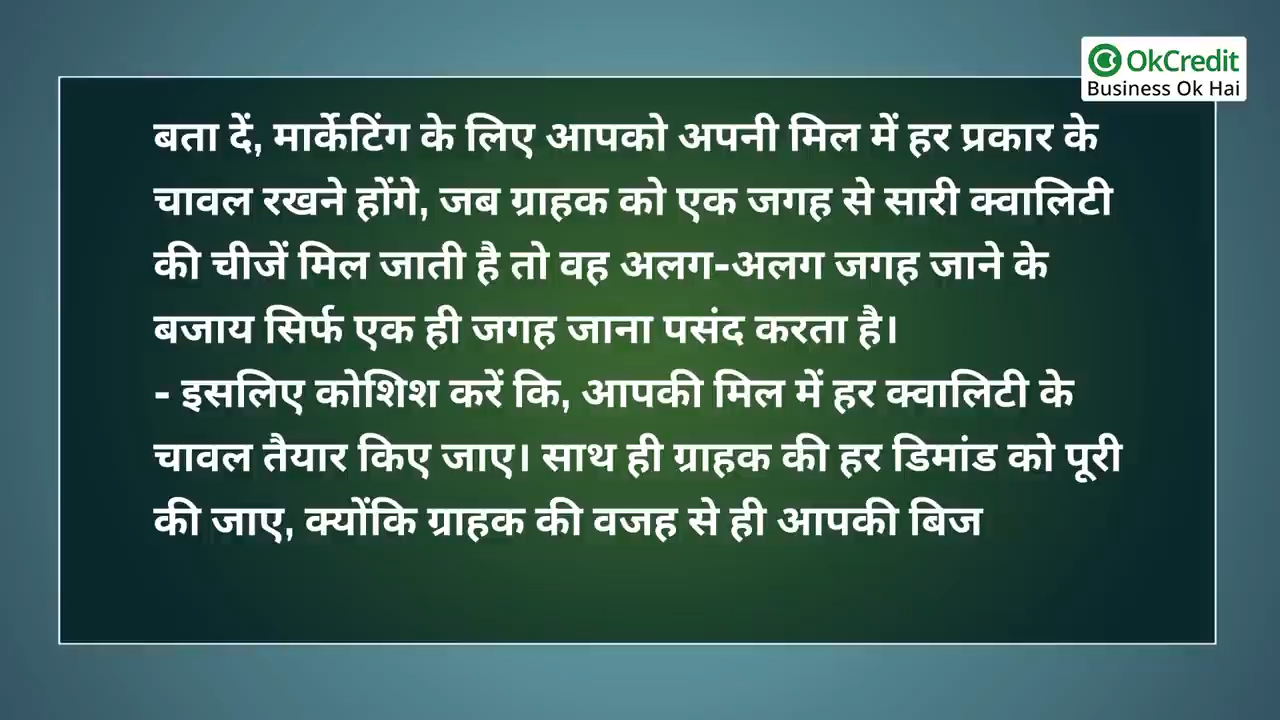 OkCredit
Business Ok Hai
बता दें, मार्केटिंग के लिए आपको अपनी मिल में हर प्रकार के
चावल रखने होंगे, जब ग्राहक को एक जगह से सारी क्वालिटी
की चीजें मिल जाती है तो वह अलग-अलग जगह जाने के
बजाय सिर्फ एक ही जगह जाना पसंद करता है।
- इसलिए कोशिश करें कि, आपकी मिल में हर क्वालिटी के
चावल तैयार किए जाए। साथ ही ग्राहक की हर डिमांड को पूरी
की जाए, क्योंकि ग्राहक की वजह से ही आपकी बिज